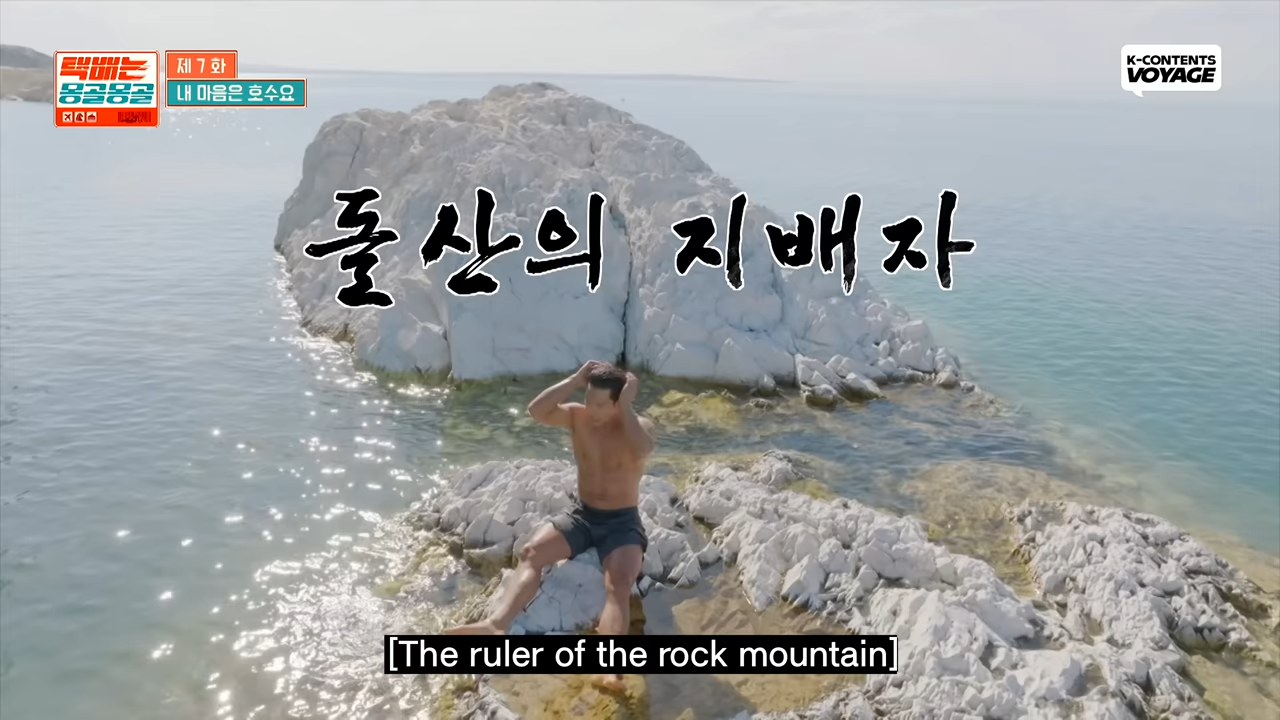 택배는
몽골몽골
제7화
내 마음은 호수요
K-CONTENTS
VOYAGE
돌산의 지배자
[The ruler of the rock mountain]